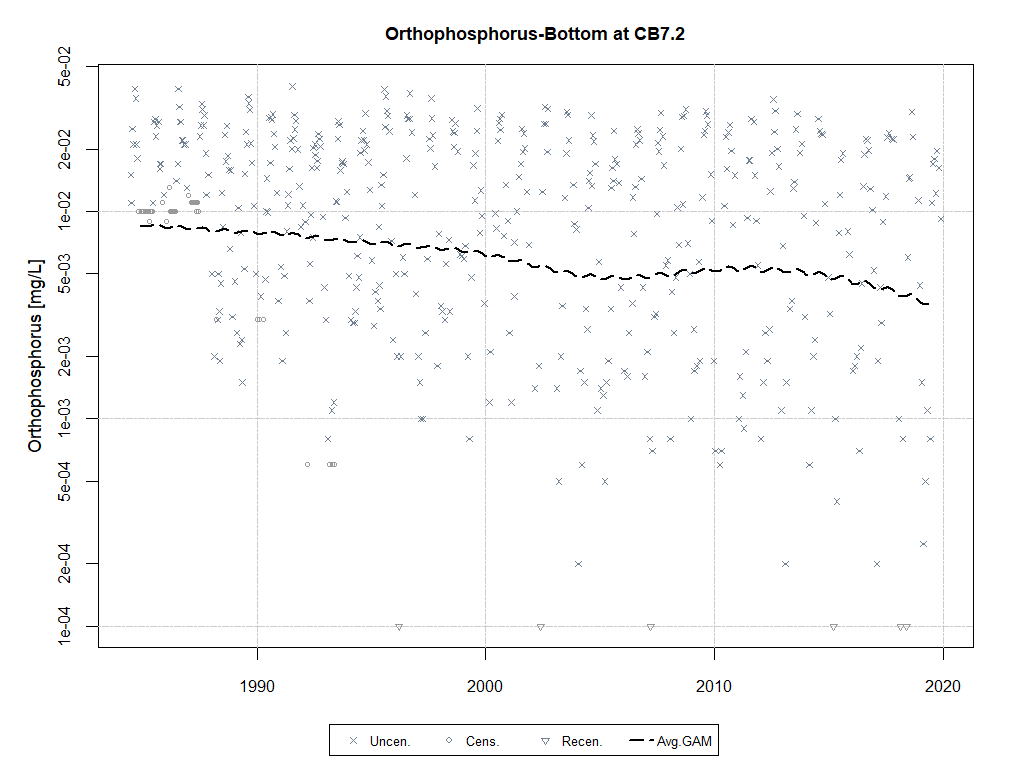 Orthophosphorus-Bottom at CB7.2
Orthophosphorus [mg/L]
5e-02
2e-02
1e-02
5e-03
2e-03
1e-03
5e-04
2e-04
1e-04
1990 2000 2010 2020
Uncen. Cens. Recen. Avg.GAM